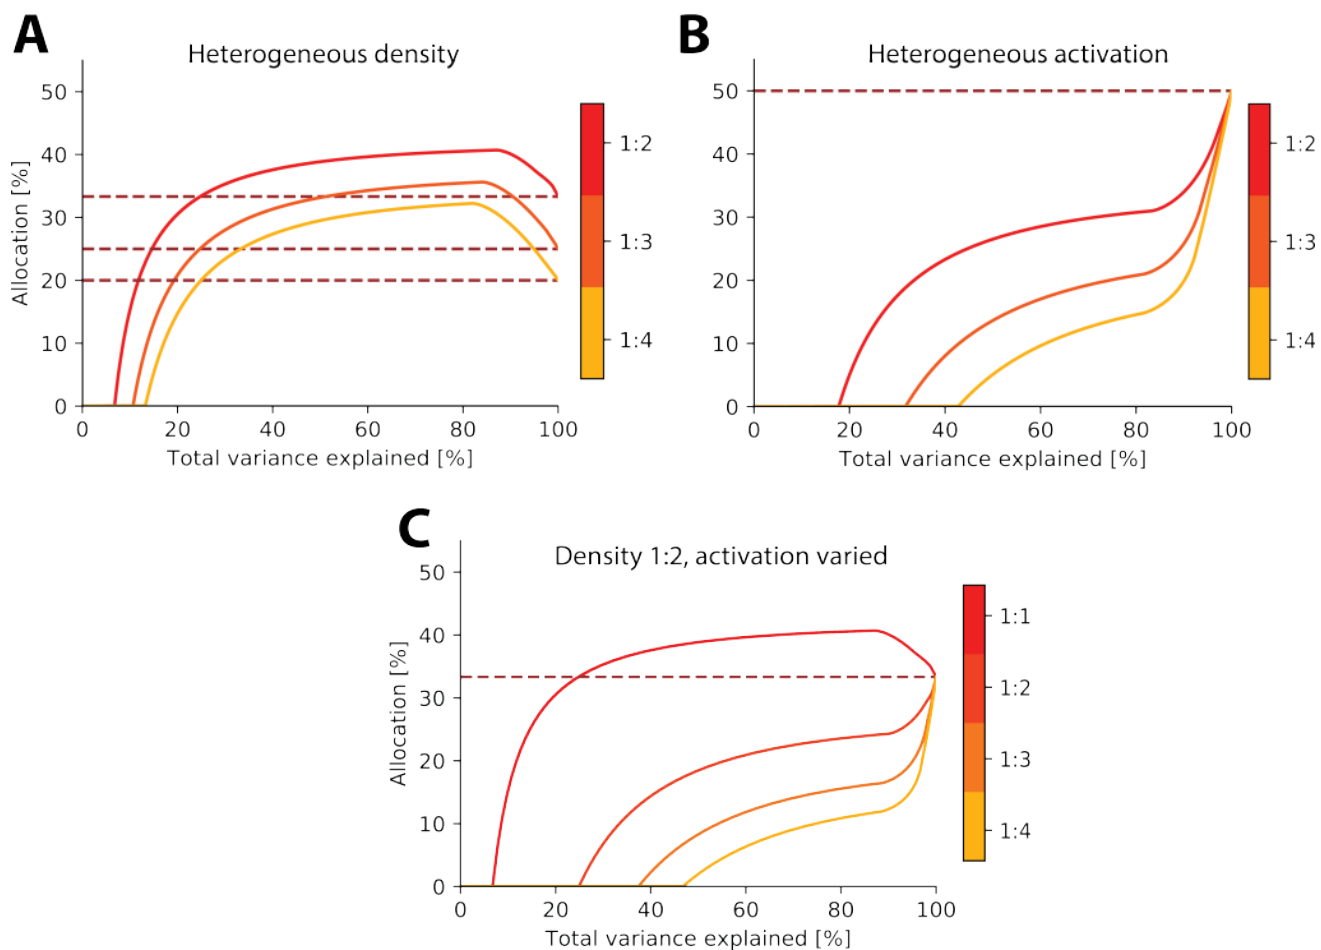 A
Heterogeneous density
50
40
30
20
10
0
Allocation [%]
0 20 40 60 80 100
Total variance explained [%]
1:2
1:3
1:4
B
Heterogeneous activation
50
40
30
20
10
0
0 20 40 60 80 100
Total variance explained [%]
1:2
1:3
1:4
C
Density 1:2, activation varied
50
40
30
20
10
0
Allocation [%]
0 20 40 60 80 100
Total variance explained [%]
1:1
1:2
1:3
1:4